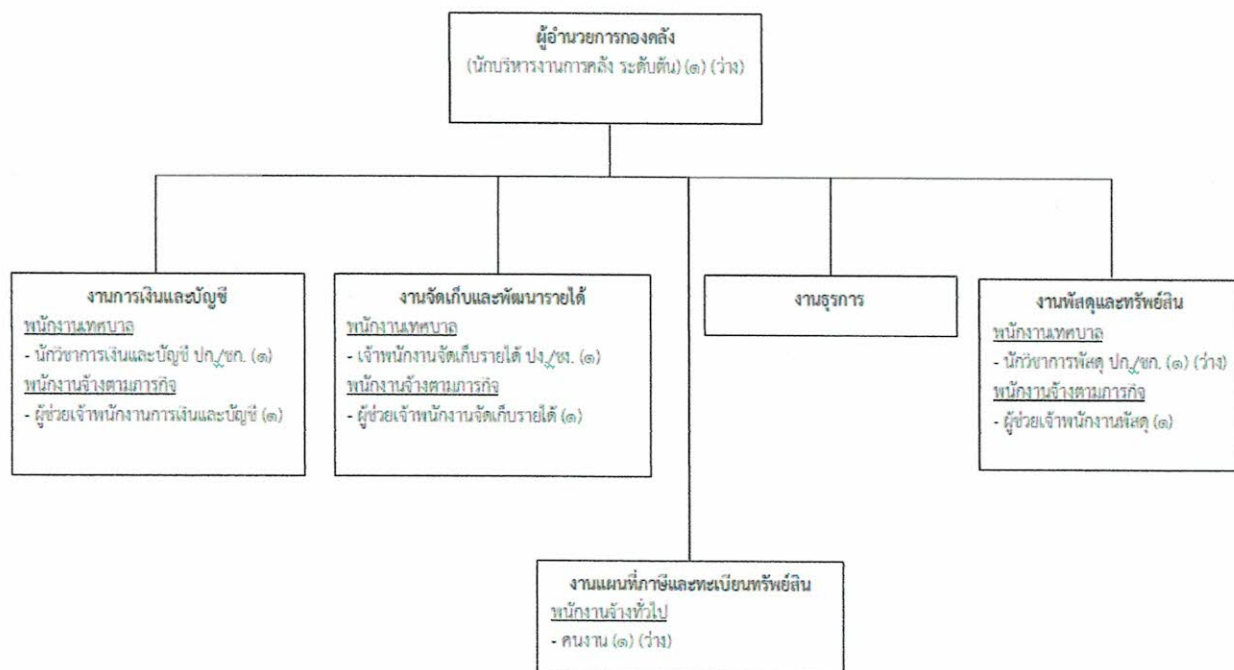 ผู้อำนวยการกองคลัง
(นักบริหารงานการคลัง ระดับต้น) (๑) (ว่าง)
งานการเงินและบัญชี
พนักงานเทศบาล
- นักวิชาการเงินและบัญชี ปก./ชก. (๑)
พนักงานจ้างตามภารกิจ
- ผู้ช่วยเจ้าพนักงานการเงินและบัญชี (๑)
งานจัดเก็บและพัฒนารายได้
พนักงานเทศบาล
- เจ้าพนักงานจัดเก็บรายได้ ปง./ชง. (๑)
พนักงานจ้างตามภารกิจ
- ผู้ช่วยเจ้าพนักงานจัดเก็บรายได้ (๑)
งานธุรการ
งานพัสดุและทรัพย์สิน
พนักงานเทศบาล
- นักวิชาการพัสดุ ปก./ชก. (๑) (ว่าง)
พนักงานจ้างตามภารกิจ
- ผู้ช่วยเจ้าพนักงานพัสดุ (๑)
งานแผนที่ภาษีและทะเบียนทรัพย์สิน
พนักงานจ้างทั่วไป
- คนงาน (๑) (ว่าง)